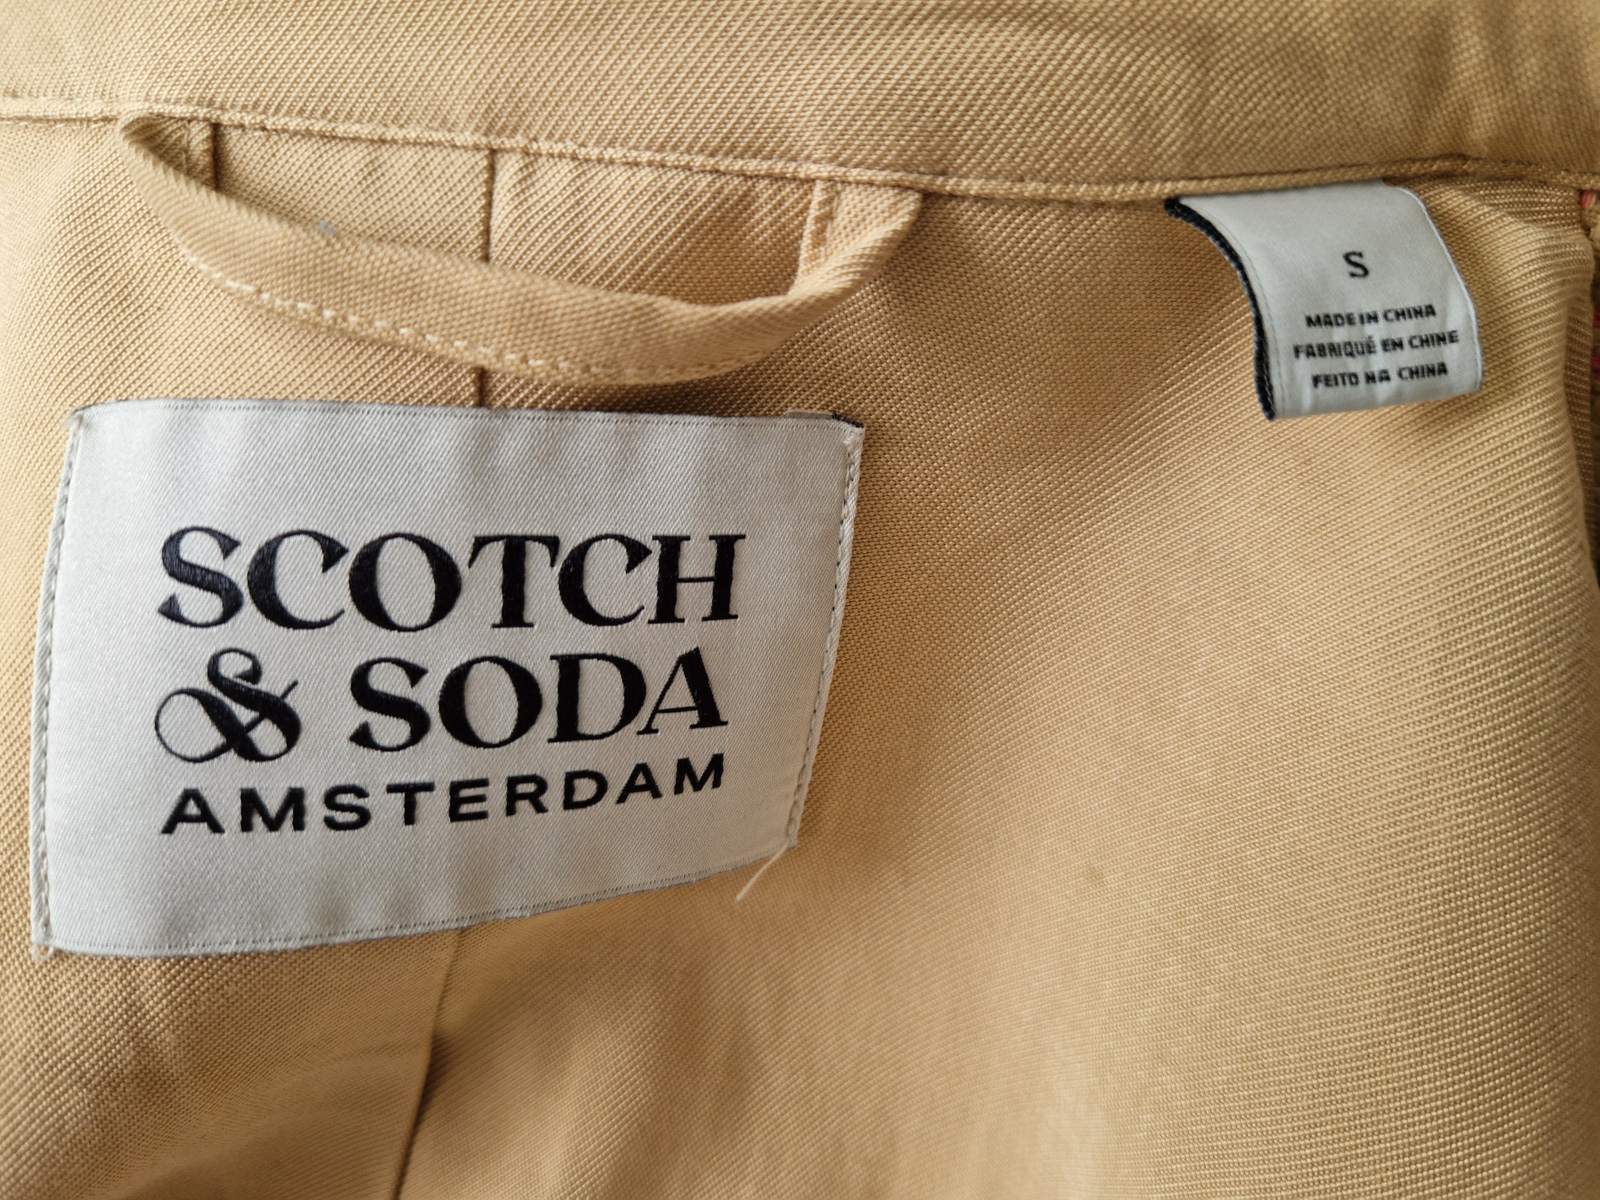 SCOTCH
& SODA
AMSTERDAM
S
MADE IN CHINA
FABRIQUÉ EN CHINE
FEITO NA CHINA